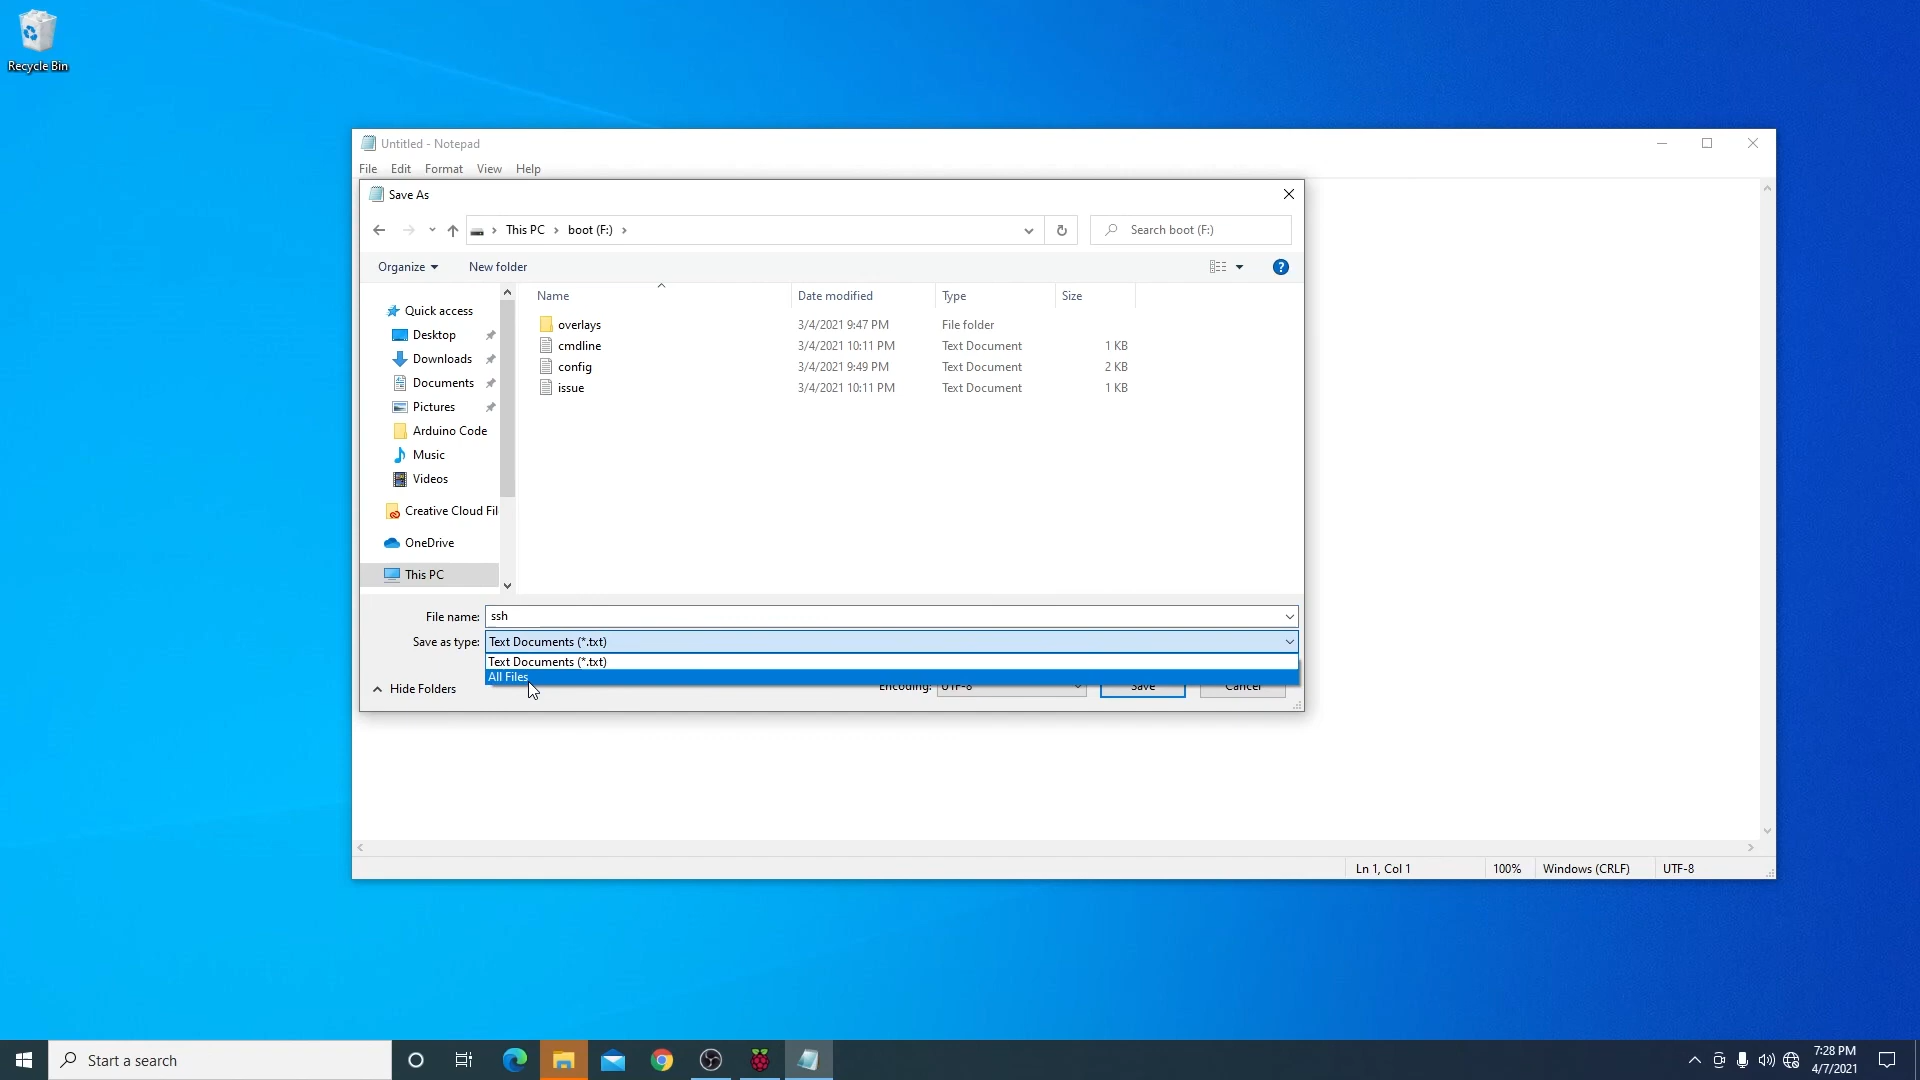 Recycle Bin
Untitled - Notepad
File Edit Format View Help
Save As
This PC boot (F:)
Search boot (F:)
Organize New folder
?
Name Date modified Type Size
Quick access
Desktop
Downloads
Documents
Pictures
Arduino Code
Music
Videos
Creative Cloud Fil
OneDrive
This PC
overlays 3/4/2021 9:47 PM File folder
cmdline 3/4/2021 10:11 PM Text Document 1 KB
config 3/4/2021 9:49 PM Text Document 2 KB
issue 3/4/2021 10:11 PM Text Document 1 KB
File name: ssh
Save as type: Text Documents (*.txt)
Text Documents (*.txt)
All Files
Hide Folders Encoding: UTF-8 Save Cancel
Ln 1, Col 1 100% Windows (CRLF) UTF-8
Start a search
7:28 PM
4/7/2021